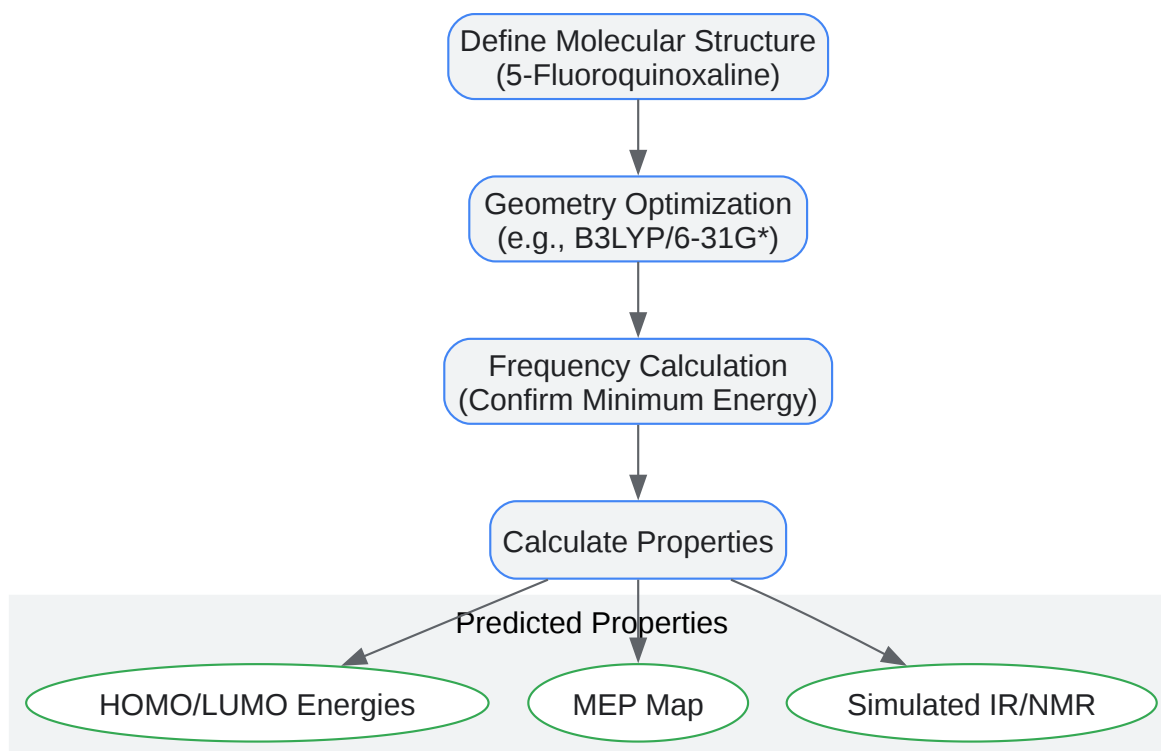 Define Molecular Structure
(5-Fluoroquinoxaline)
Geometry Optimization
(e.g., B3LYP/6-31G*)
Frequency Calculation
(Confirm Minimum Energy)
Calculate Properties
Predicted Properties
HOMO/LUMO Energies
MEP Map
Simulated IR/NMR